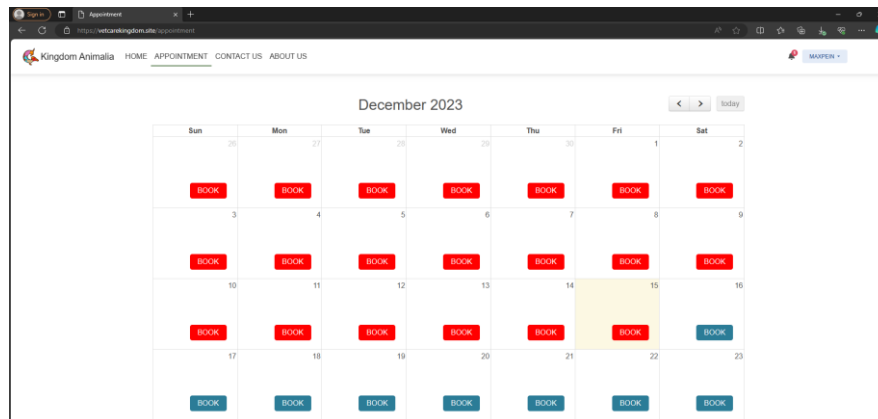 Sign in
Appointment
https://vetcarekingdom.site/appointment
Kingdom Animalia HOME APPOINTMENT CONTACT US ABOUT US MAXPEIN
December 2023
today
Sun Mon Tue Wed Thu Fri Sat
26 27 28 29 30 1 2
BOOK BOOK BOOK BOOK BOOK BOOK BOOK
3 4 5 6 7 8 9
BOOK BOOK BOOK BOOK BOOK BOOK BOOK
10 11 12 13 14 15 16
BOOK BOOK BOOK BOOK BOOK BOOK BOOK
17 18 19 20 21 22 23
BOOK BOOK BOOK BOOK BOOK BOOK BOOK